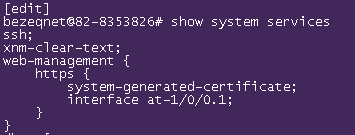 [edit]
bezeqnet@82-8353826# show system services
ssh;
xnm-clear-text;
web-management {
    https {
        system-generated-certificate;
        interface at-1/0/0.1;
    }
}